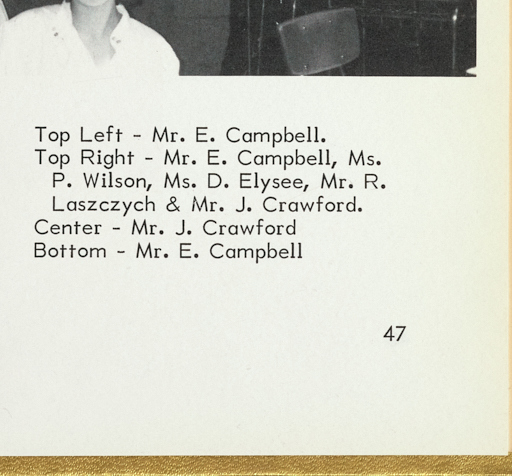 Top Left - Mr. E. Campbell.
Top Right - Mr. E. Campbell, Ms.
P. Wilson, Ms. D. Elysee, Mr. R.
Laszczych & Mr. J. Crawford.
Center - Mr. J. Crawford
Bottom - Mr. E. Campbell
47